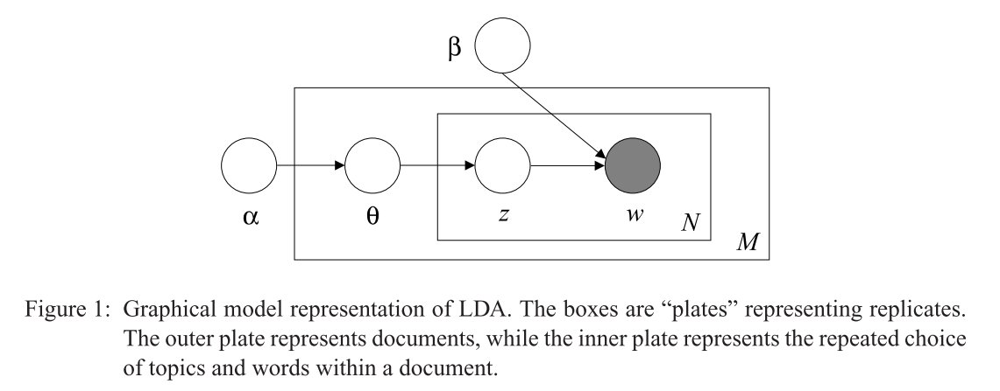 β
α
θ
z
w
N
M
Figure 1: Graphical model representation of LDA. The boxes are “plates” representing replicates.
The outer plate represents documents, while the inner plate represents the repeated choice
of topics and words within a document.